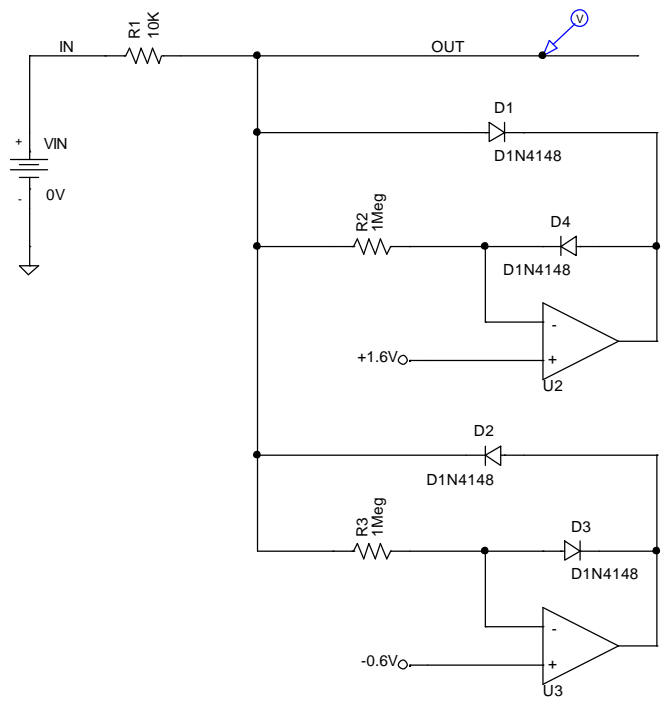 V
IN
R1
10K
OUT
+
VIN
0V
-
D1
D1N4148
R2
1Meg
D4
D1N4148
-
+1.6V
+
U2
D2
D1N4148
R3
1Meg
D3
D1N4148
-
-0.6V
+
U3